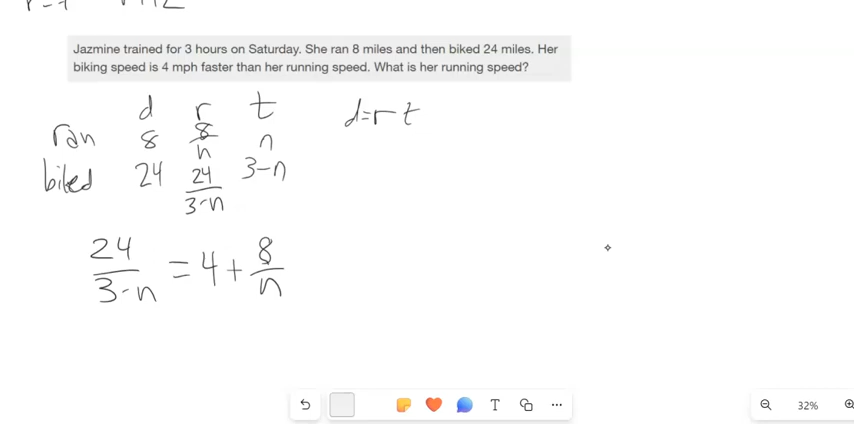 Jazmine trained for 3 hours on Saturday. She ran 8 miles and then biked 24 miles. Her
biking speed is 4 mph faster than her running speed. What is her running speed?
d r t d=rt
ran 8 8/n n
biked 24 24/3-n 3-n
24/3-n = 4 + 8/n
T ... 32%